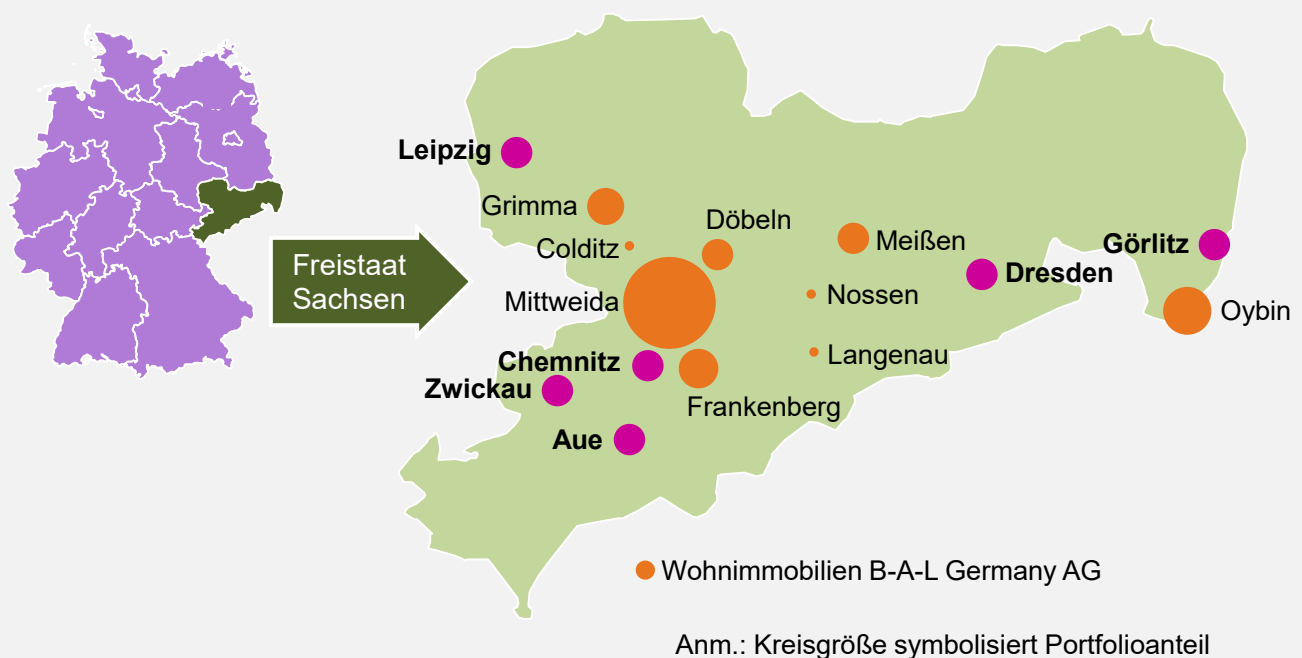 Leipzig
Grimma
Döbeln
Colditz
Meißen
Görlitz
Freistaat
Sachsen
Dresden
Mittweida
Nossen
Oybin
Chemnitz
Langenau
Zwickau
Frankenberg
Aue
Wohnimmobilien B-A-L Germany AG
Anm.: Kreisgröße symbolisiert Portfolioanteil